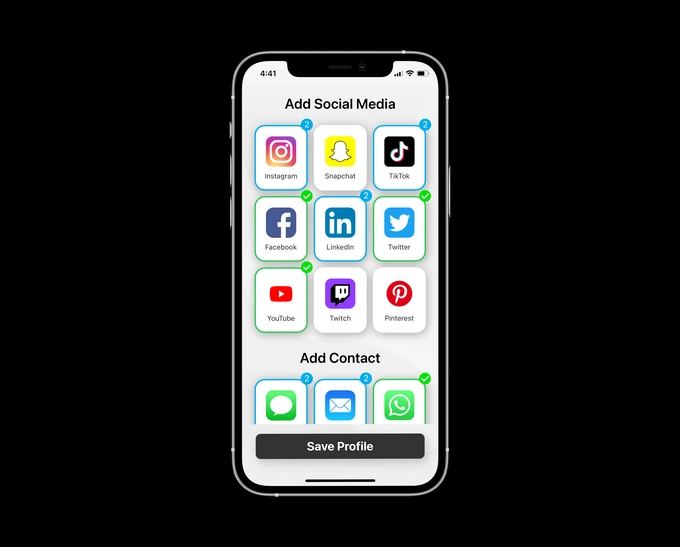 4:41
Add Social Media
2
2
Instagram
Snapchat
TikTok
2
Facebook
LinkedIn
Twitter
YouTube
Twitch
Pinterest
Add Contact
2
2
Save Profile